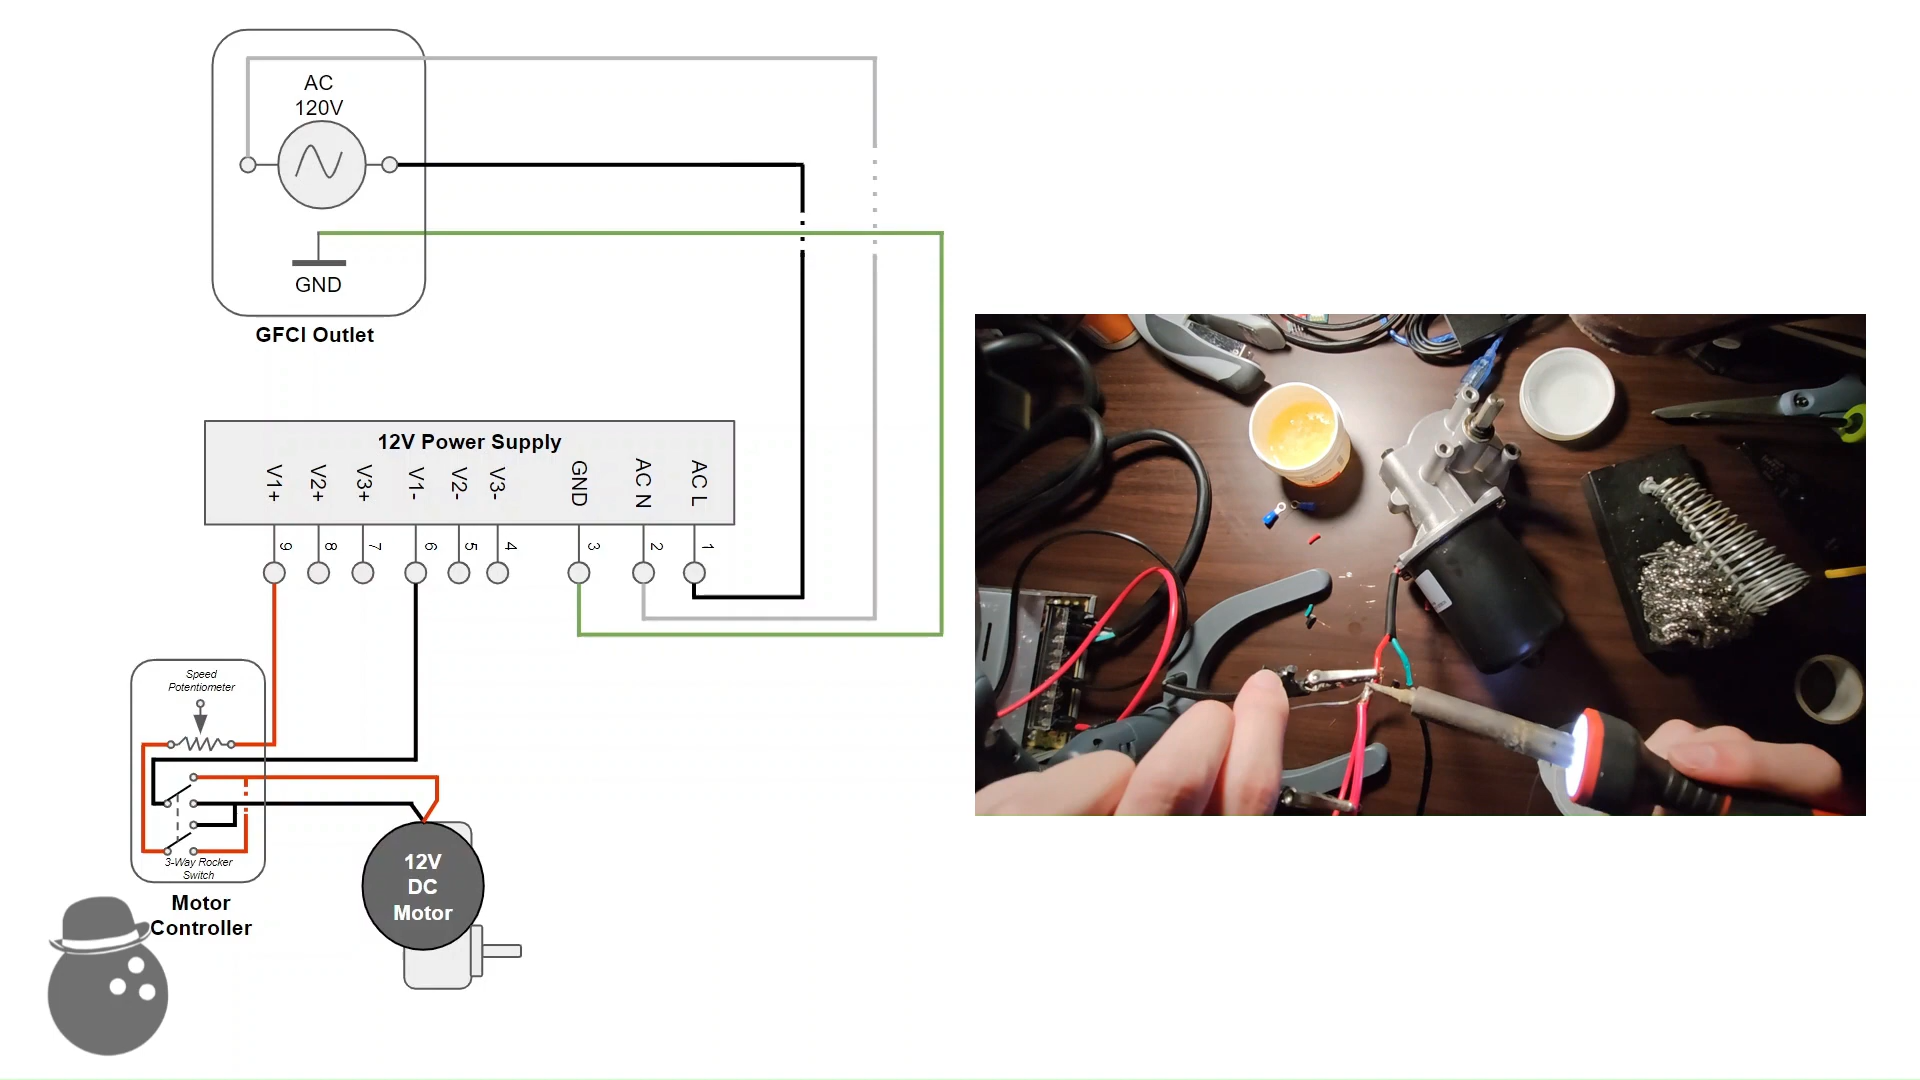 AC
120V
GND
GFCI Outlet
12V Power Supply
V1+
V2+
V3+
V1-
V2-
V3-
GND
AC N
AC L
9
8
7
6
5
4
3
2
1
Speed
Potentiometer
3-Way Rocker
Switch
Motor
Controller
12V
DC
Motor